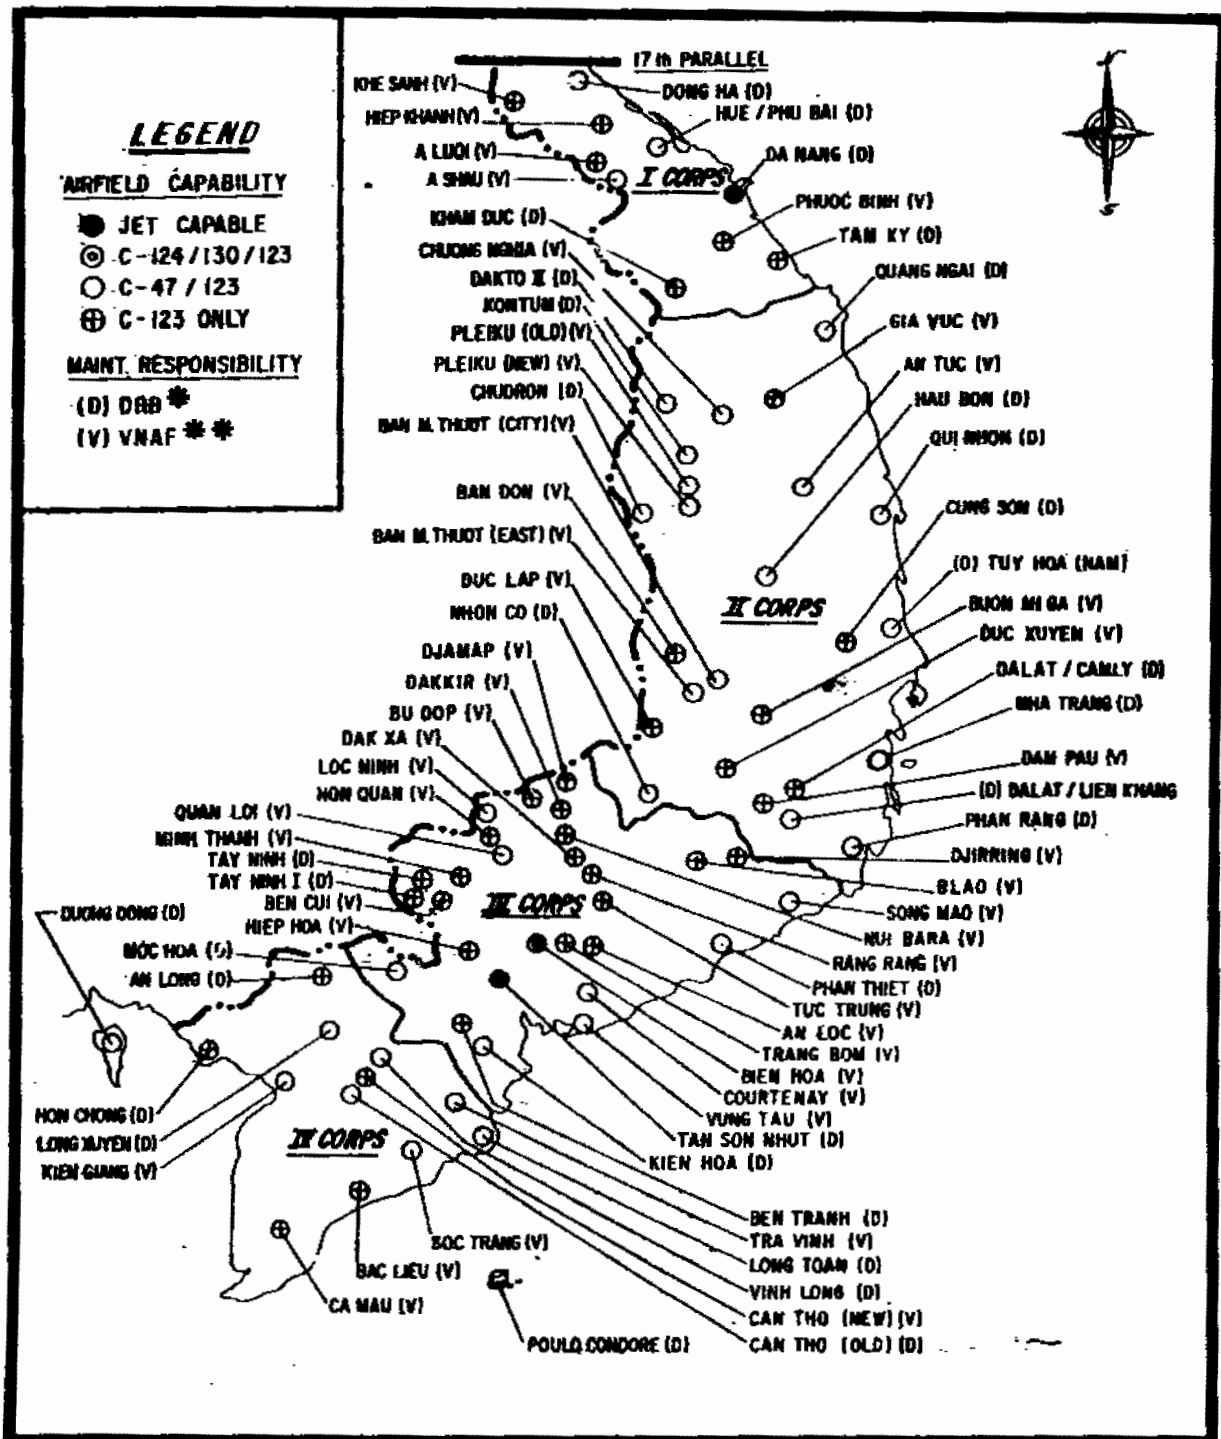 17 th PARALLEL
KHE SANH (V)
DONG HA (D)
HIEP KHANH (V)
HUE / PHU BAI (D)
A LUOI (V)
DA NANG (D)
A SHAU (V)
I CORPS
PHUOC BINH (V)
KHAM DUC (D)
TAM KY (D)
CHUONG NGHIA (V)
QUANG NGAI (D)
DAKTO II (D)
KONTUM (D)
GIA VUC (V)
PLEIKU (OLD) (V)
PLEIKU (NEW) (V)
AN TUC (V)
CHUDRON (D)
HAU BON (D)
BAN M. THUOT (CITY) (V)
QUI NHON (D)
LEGEND
AIRFIELD CAPABILITY
JET CAPABLE
C-124/130/123
C-47 / 123
C-123 ONLY
MAINT. RESPONSIBILITY
(D) DAB *
(V) VNAF * *
N
S
BAN DON (V)
CUNG SON (D)
BAN M. THUOT (EAST) (V)
(D) TUY HOA (NAM)
DUC LAP (V)
II CORPS
BUON MI GA (V)
NHON CO (D)
DUC XUYEN (V)
DJAMAP (V)
DALAT / CAMLY (D)
DAKKIR (V)
NHA TRANG (D)
BU DOP (V)
DAK XA (V)
DAM PAU (V)
LOC NINH (V)
(D) DALAT / LIEN KHANG
HON QUAN (V)
PHAN RANG (D)
QUAN LOI (V)
MINH THANH (V)
DJIRRING (V)
TAY NINH (D)
BLAO (V)
TAY NINH I (D)
BEN CUI (V)
III CORPS
SONG MAO (V)
DUONG DONG (D)
HIEP HOA (V)
NUI BARA (V)
MOC HOA (D)
RANG RANG (V)
AN LONG (D)
PHAN THIET (D)
TUC TRUNG (V)
AN LOC (V)
TRANG BOM (V)
BIEN HOA (V)
COURTENAY (V)
HON CHONG (D)
VUNG TAU (V)
LONG XUYEN (D)
IV CORPS
TAN SON NHUT (D)
KIEN GIANG (V)
KIEN HOA (D)
BEN TRANH (D)
SOC TRANG (V)
TRA VINH (V)
LONG TOAN (D)
BAC LIEU (V)
VINH LONG (D)
CA MAU (V)
CAN THO (NEW) (V)
POULO CONDORE (D)
CAN THO (OLD) (D)